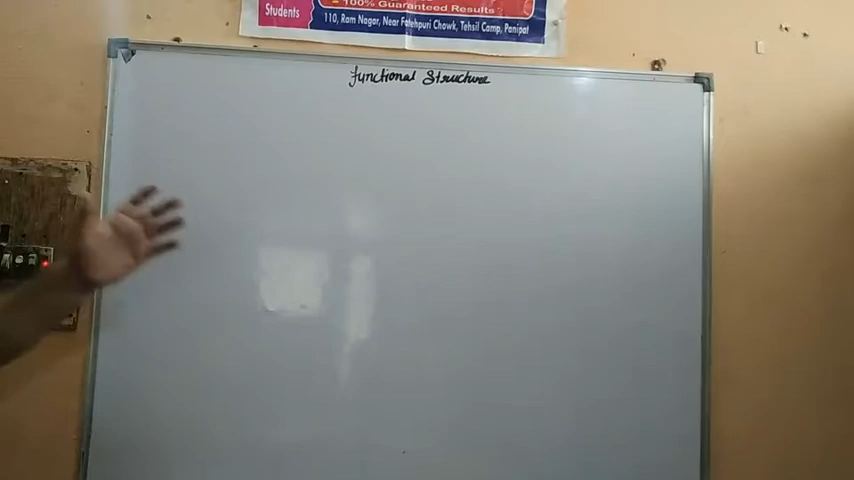 100% Guaranteed Results
Students
110, Ram Nagar, Near Fatehpuri Chowk, Tehsil Camp, Panipat
Functional Structure